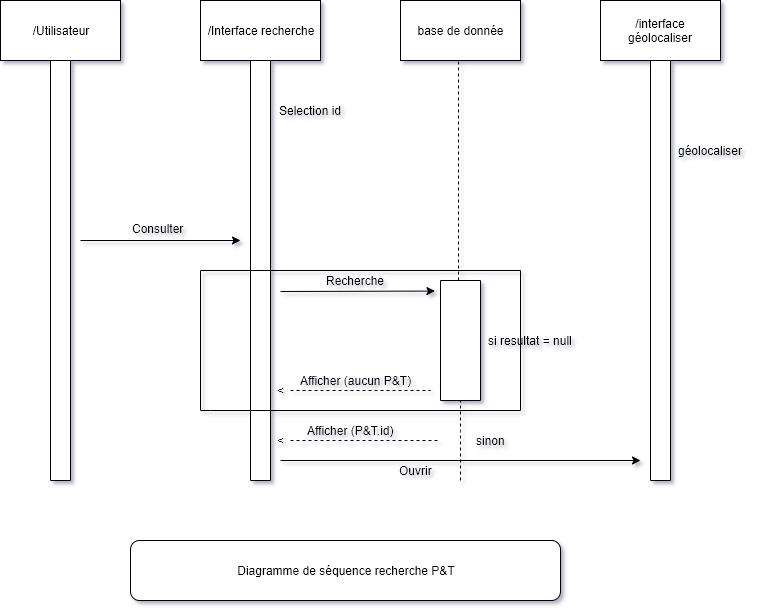 /Utilisateur
/Interface recherche
base de donnée
/interface
géolocaliser
Selection id
géolocaliser
Consulter
Recherche
si resultat = null
Afficher (aucun P&T)
Afficher (P&T.id)
sinon
Ouvrir
Diagramme de séquence recherche P&T